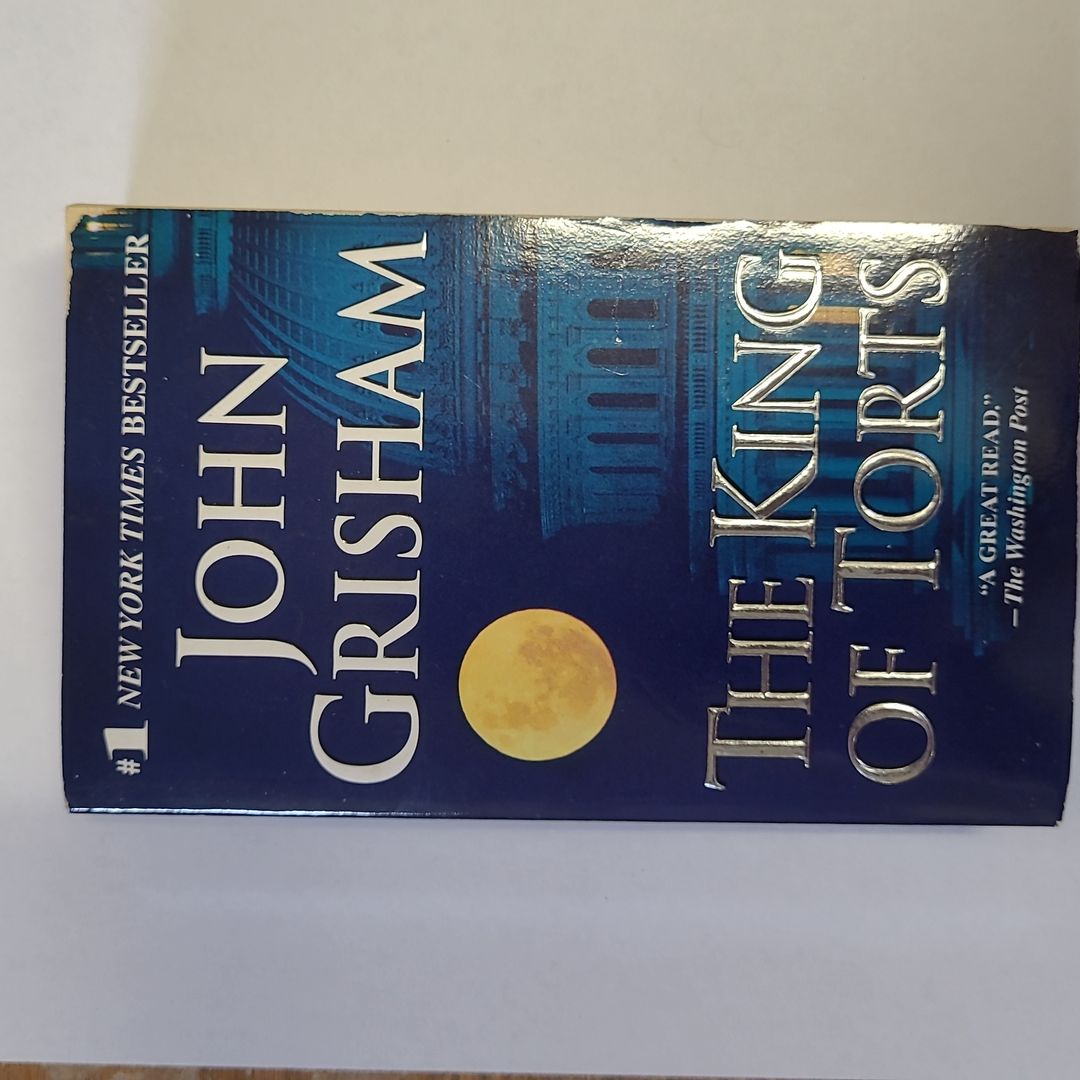 #1 NEW YORK TIMES BESTSELLER
JOHN
GRISHAM
THE KING
OF TORTS
“A GREAT READ.”
—The Washington Post